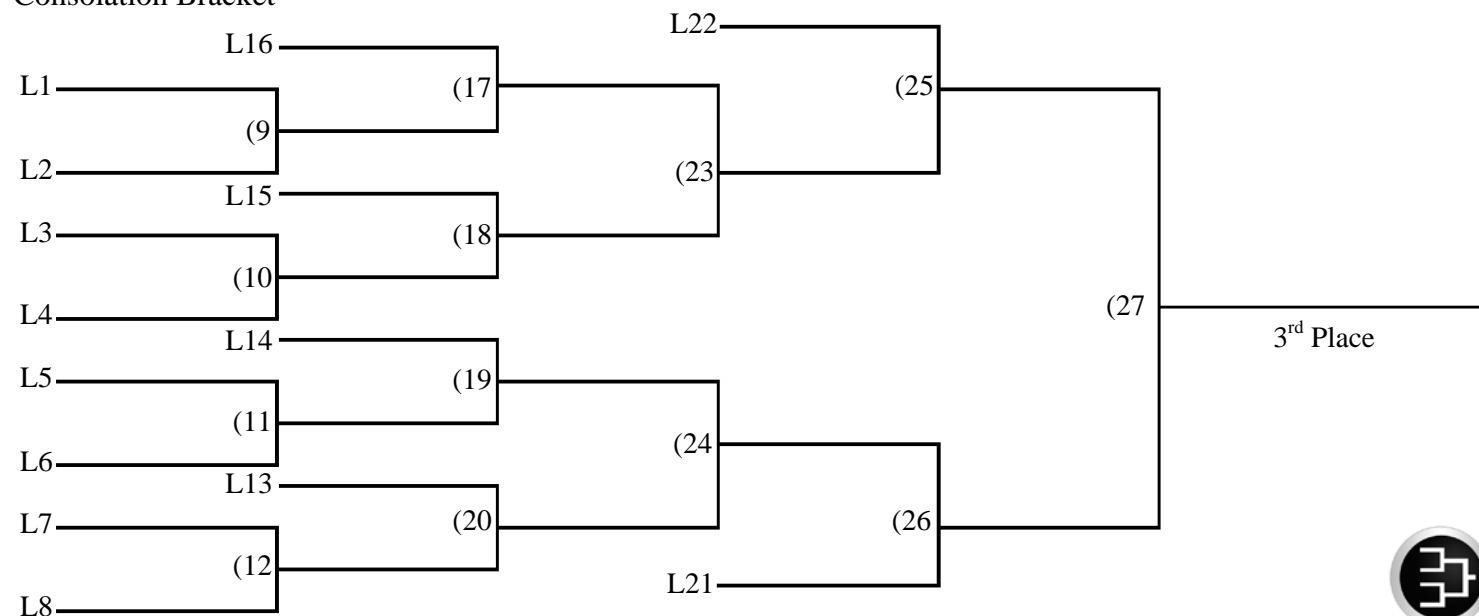 Consolation Bracket
L22
L16
L1
(17
(25
(9
L2
(23
L15
L3
(18
(10
L4
(27
3rd Place
L14
L5
(19
(11
(24
L6
L13
L7
(20
(26
(12
L21
L8